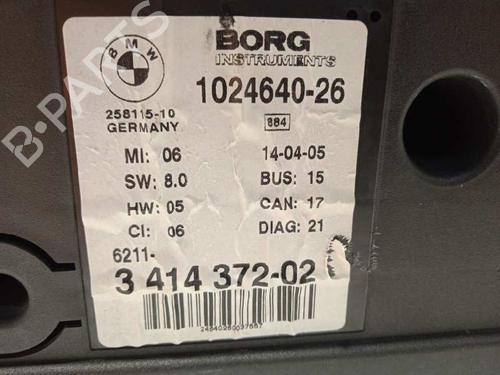 BMW
BORG
INSTRUMENTS
1024640-26
258115-10
GERMANY
884
MI: 06
14-04-05
SW: 8.0
BUS: 15
HW: 05
CAN: 17
CI: 06
DIAG: 21
6211-
3 414 372-02
B-PARTS